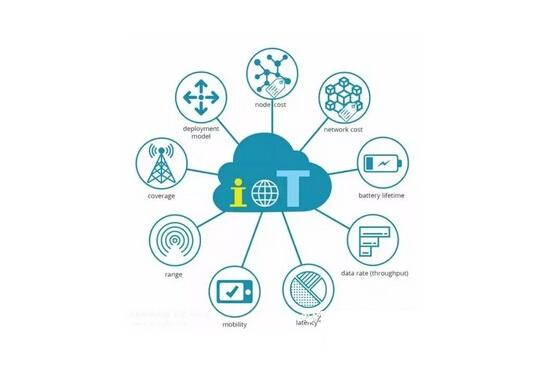 node cost
network cost
deployment
model
coverage
battery lifetime
ioT
range
data rate (throughput)
mobility
latency